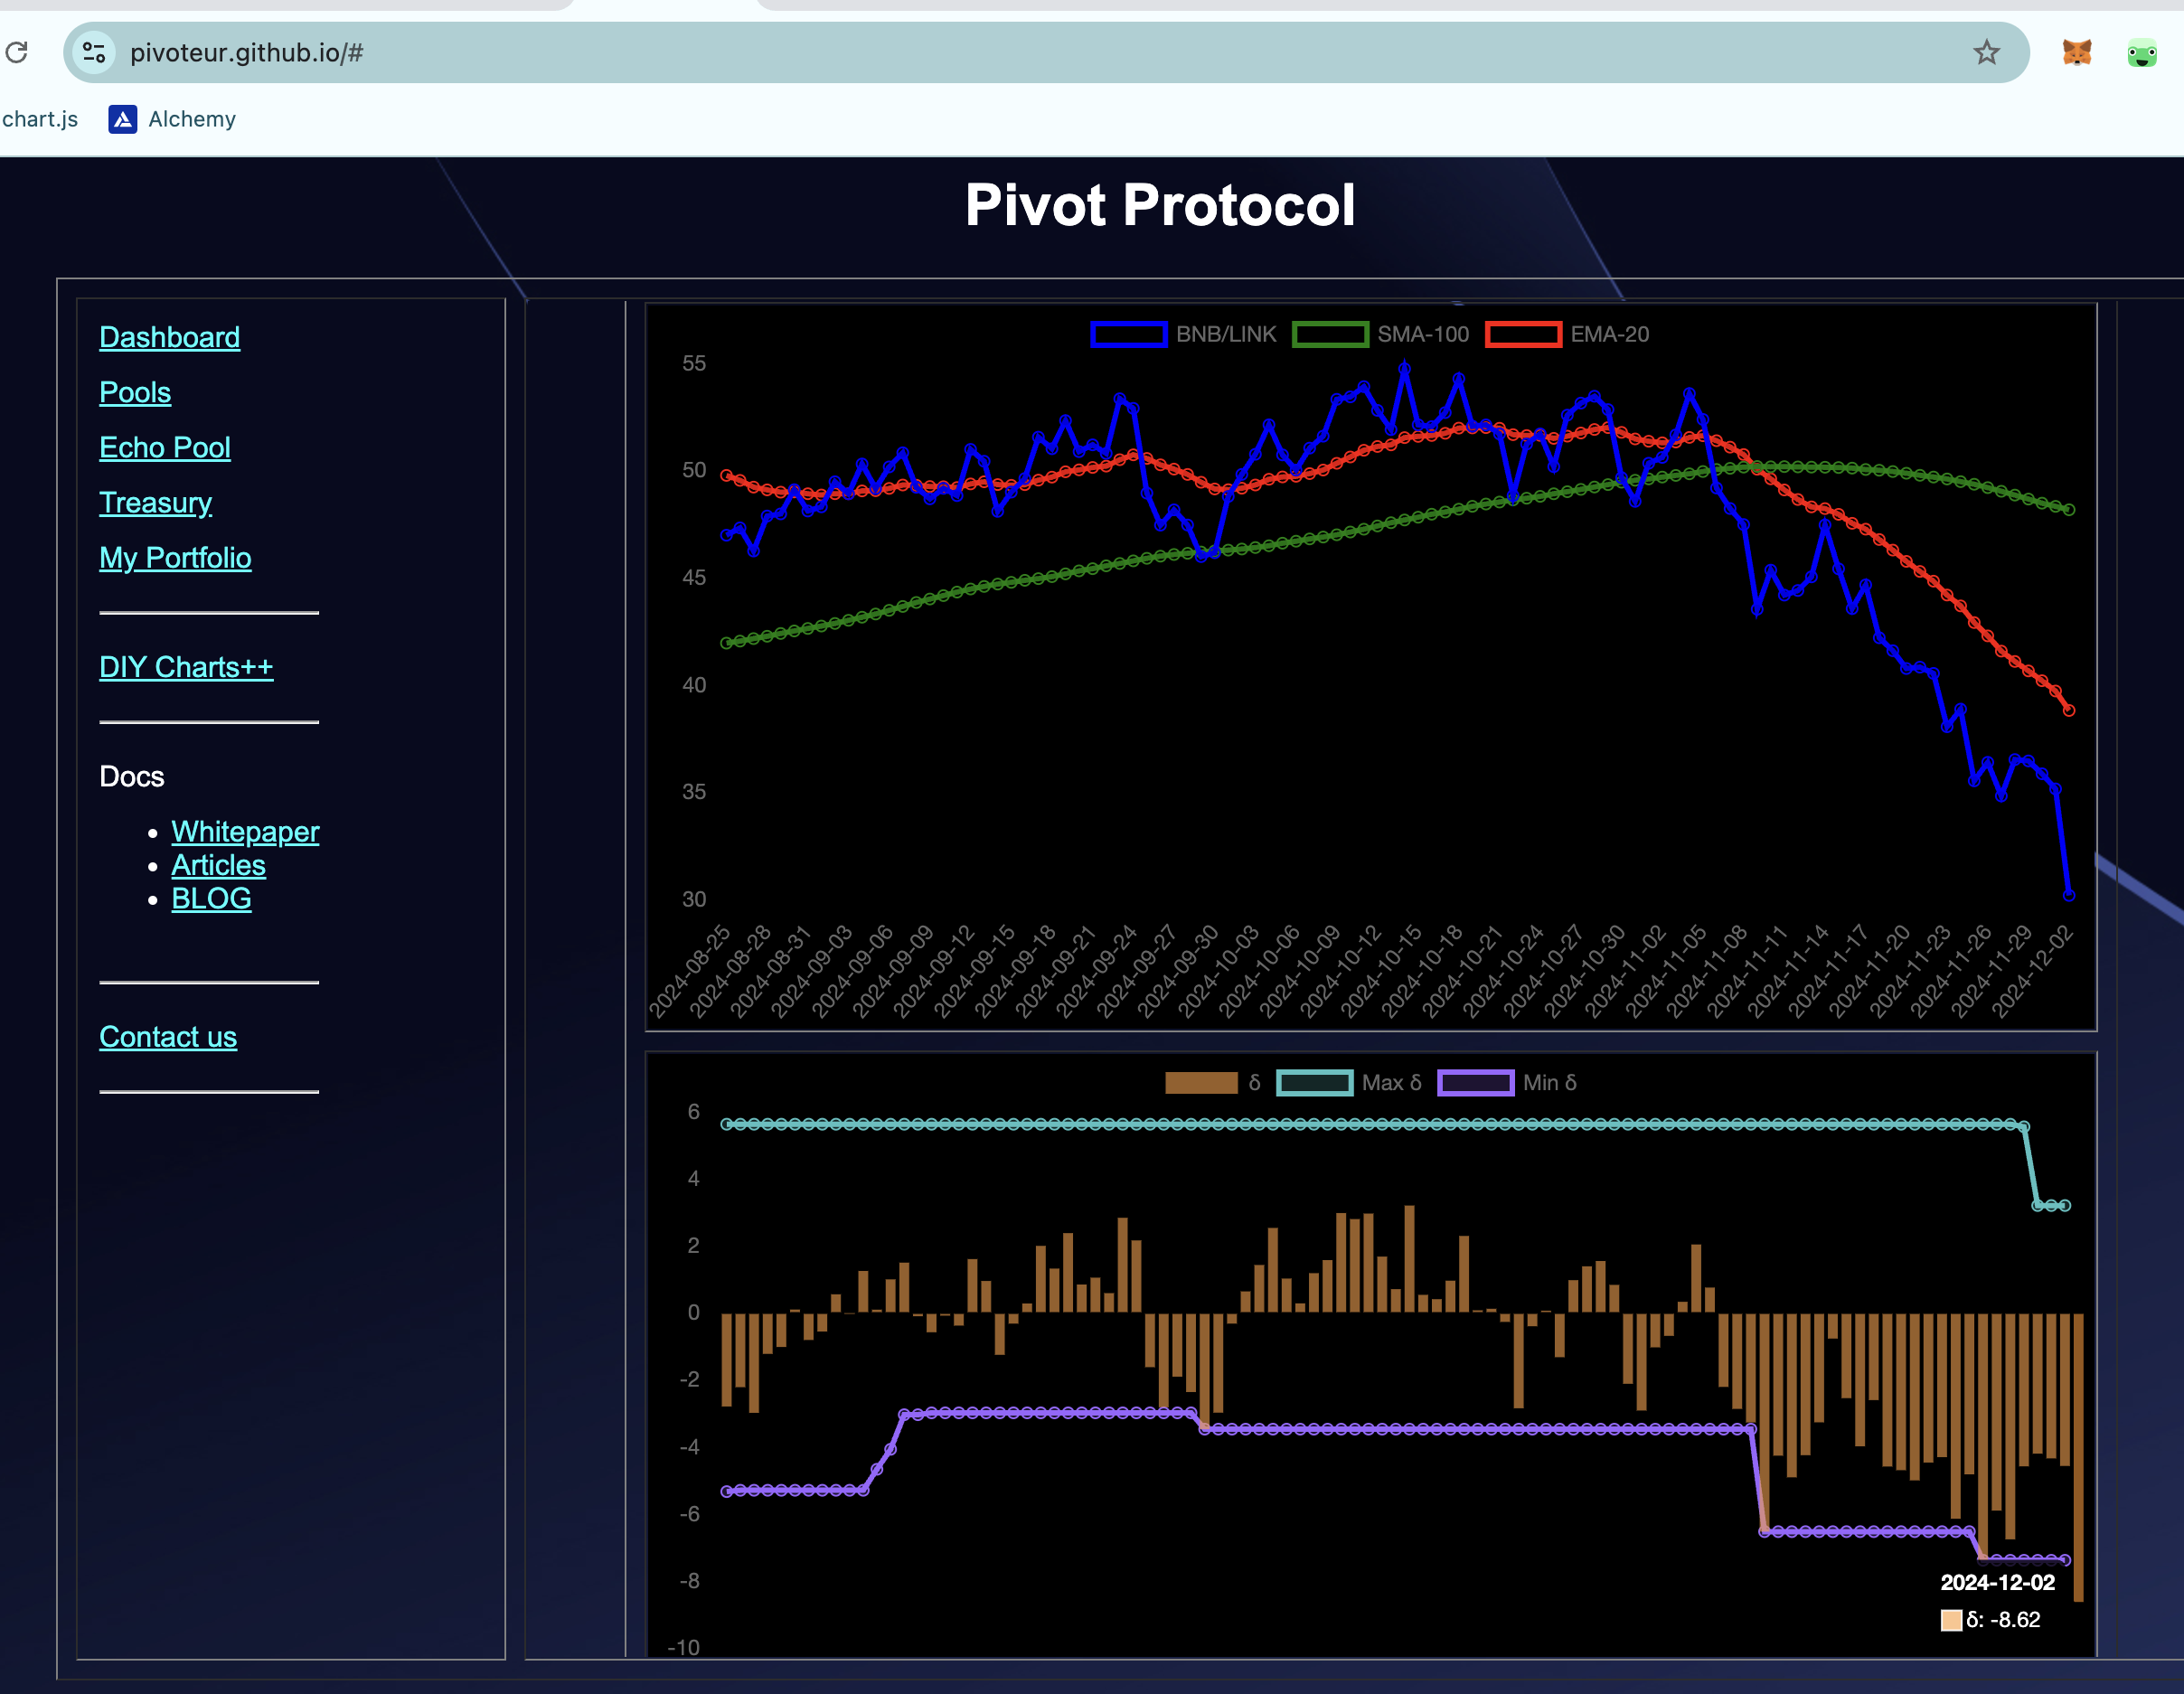 pivoteur.github.io/#
chart.js Alchemy
Pivot Protocol
Dashboard
Pools
Echo Pool
Treasury
My Portfolio
DIY Charts++
Docs
Whitepaper
Articles
BLOG
Contact us
BNB/LINK SMA-100 EMA-20
55
50
45
40
35
30
2024-08-25 2024-08-28 2024-08-31 2024-09-03 2024-09-06 2024-09-09 2024-09-12 2024-09-15 2024-09-18 2024-09-21 2024-09-24 2024-09-27 2024-09-30 2024-10-03 2024-10-06 2024-10-09 2024-10-12 2024-10-15 2024-10-18 2024-10-21 2024-10-24 2024-10-27 2024-10-30 2024-11-02 2024-11-05 2024-11-08 2024-11-11 2024-11-14 2024-11-17 2024-11-20 2024-11-23 2024-11-26 2024-11-29 2024-12-02
δ Max δ Min δ
6
4
2
0
-2
-4
-6
-8
-10
2024-12-02
δ: -8.62